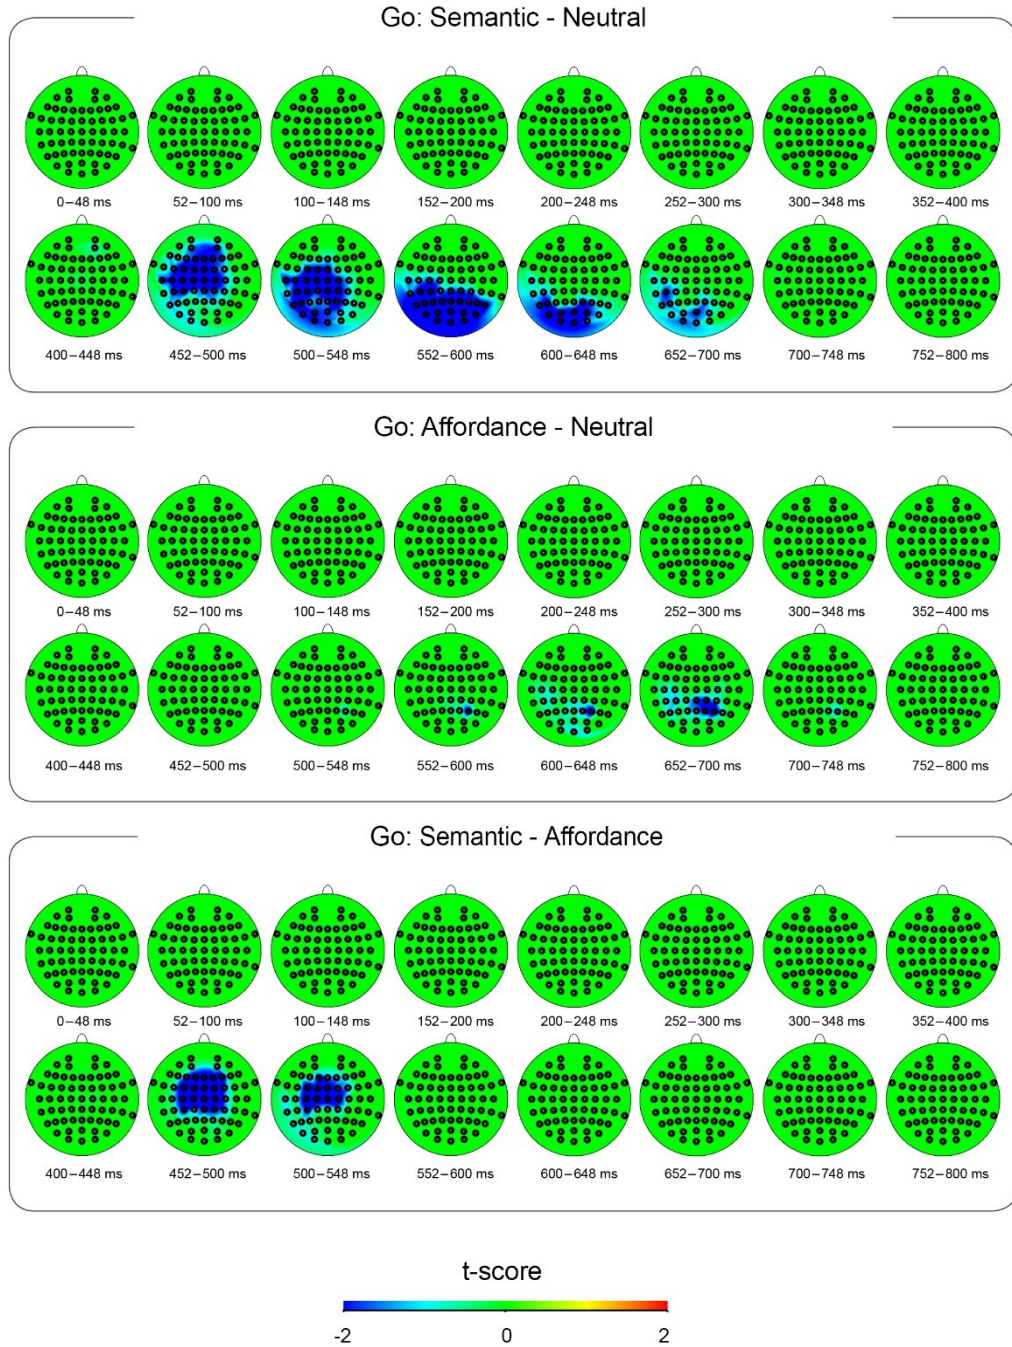 Go: Semantic - Neutral
0–48 ms 52–100 ms 100–148 ms 152–200 ms 200–248 ms 252–300 ms 300–348 ms 352–400 ms
400–448 ms 452–500 ms 500–548 ms 552–600 ms 600–648 ms 652–700 ms 700–748 ms 752–800 ms
Go: Affordance - Neutral
0–48 ms 52–100 ms 100–148 ms 152–200 ms 200–248 ms 252–300 ms 300–348 ms 352–400 ms
400–448 ms 452–500 ms 500–548 ms 552–600 ms 600–648 ms 652–700 ms 700–748 ms 752–800 ms
Go: Semantic - Affordance
0–48 ms 52–100 ms 100–148 ms 152–200 ms 200–248 ms 252–300 ms 300–348 ms 352–400 ms
400–448 ms 452–500 ms 500–548 ms 552–600 ms 600–648 ms 652–700 ms 700–748 ms 752–800 ms
t-score
-2 0 2